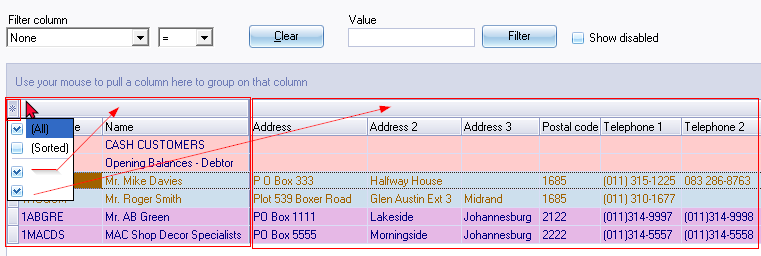 Filter column
Value
None
=
Clear
Filter
Show disabled
Use your mouse to pull a column here to group on that column
(All)
(Sorted)
Name Address Address 2 Address 3 Postal code Telephone 1 Telephone 2
CASH CUSTOMERS
Opening Balances - Debtor
Mr. Mike Davies P O Box 333 Halfway House 1685 (011) 315-1225 083 286-8763
Mr. Roger Smith Plot 539 Boxer Road Glen Austin Ext 3 Midrand 1685 (011) 310-1677
1ABGRE Mr. AB Green PO Box 1111 Lakeside Johannesburg 2122 (011)314-9997 (011)314-9998
1MACDS MAC Shop Decor Specialists PO Box 5555 Morningside Johannesburg 2222 (011)314-5557 (011)314-5558